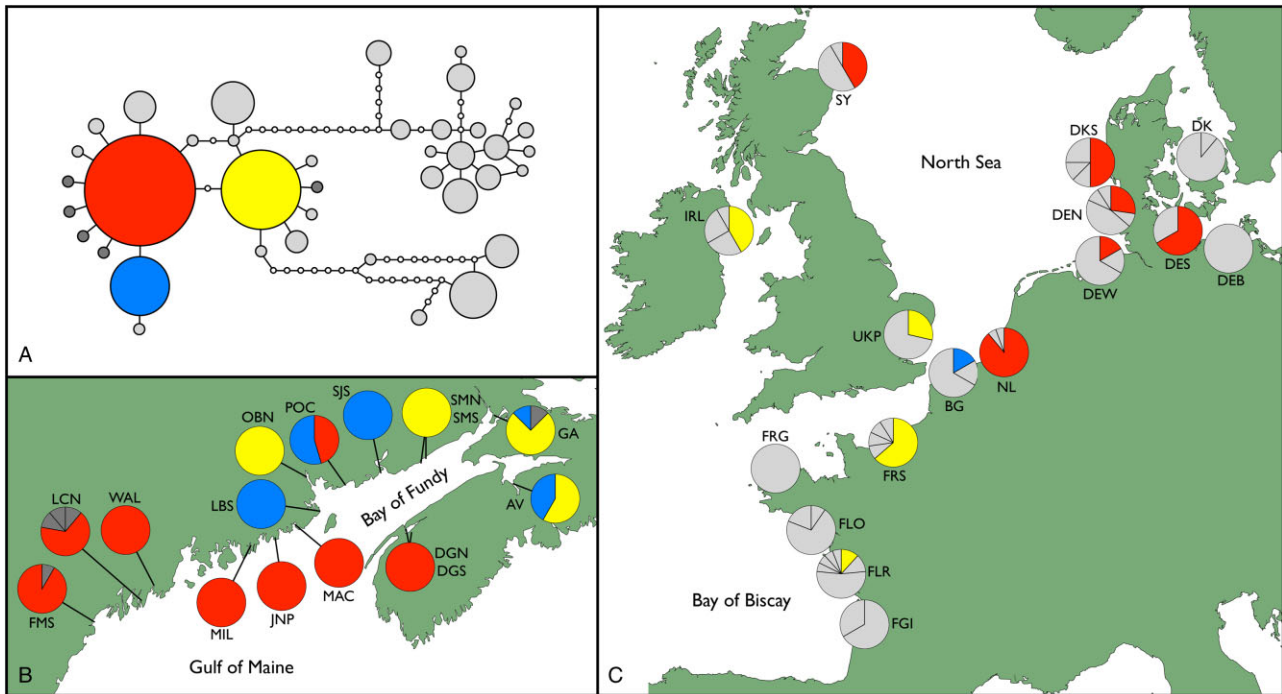 A
B
OBN
POC
SJS
SMN
SMS
GA
LCN
WAL
LBS
Bay of Fundy
AV
FMS
MIL
JNP
MAC
DGN
DGS
Gulf of Maine
C
SY
North Sea
DKS
DK
DEN
IRL
DES
DEB
DEW
UKP
BG
NL
FRG
FRS
FLO
FLR
Bay of Biscay
FGI